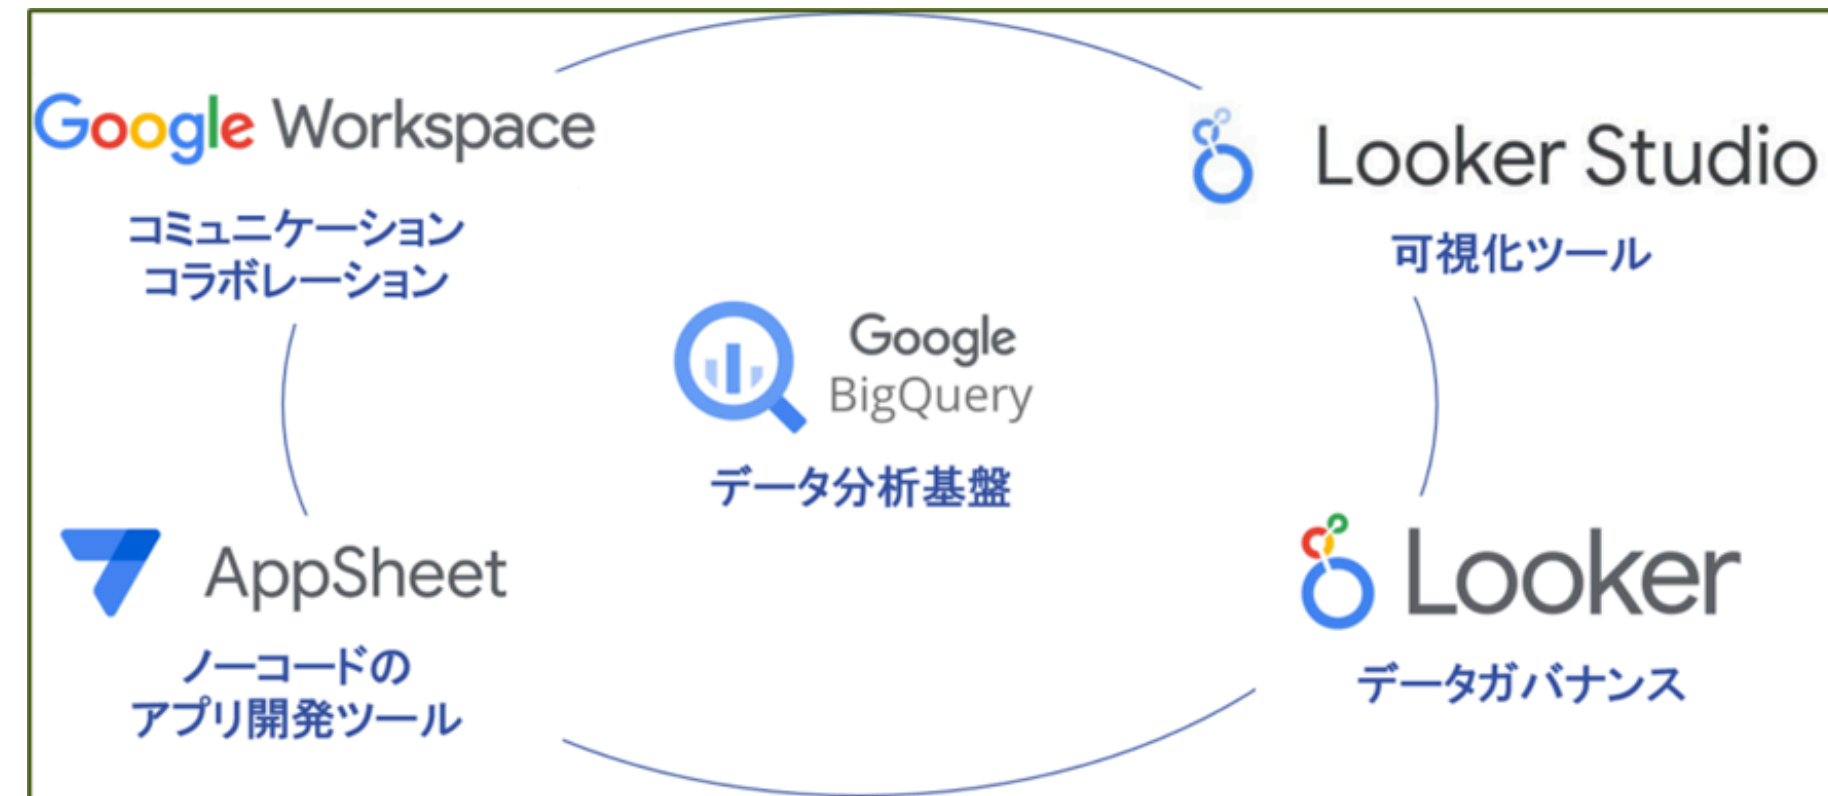 Google Workspace
コミュニケーション
コラボレーション
Looker Studio
可視化ツール
Google
BigQuery
データ分析基盤
AppSheet
ノーコードの
アプリ開発ツール
Looker
データガバナンス